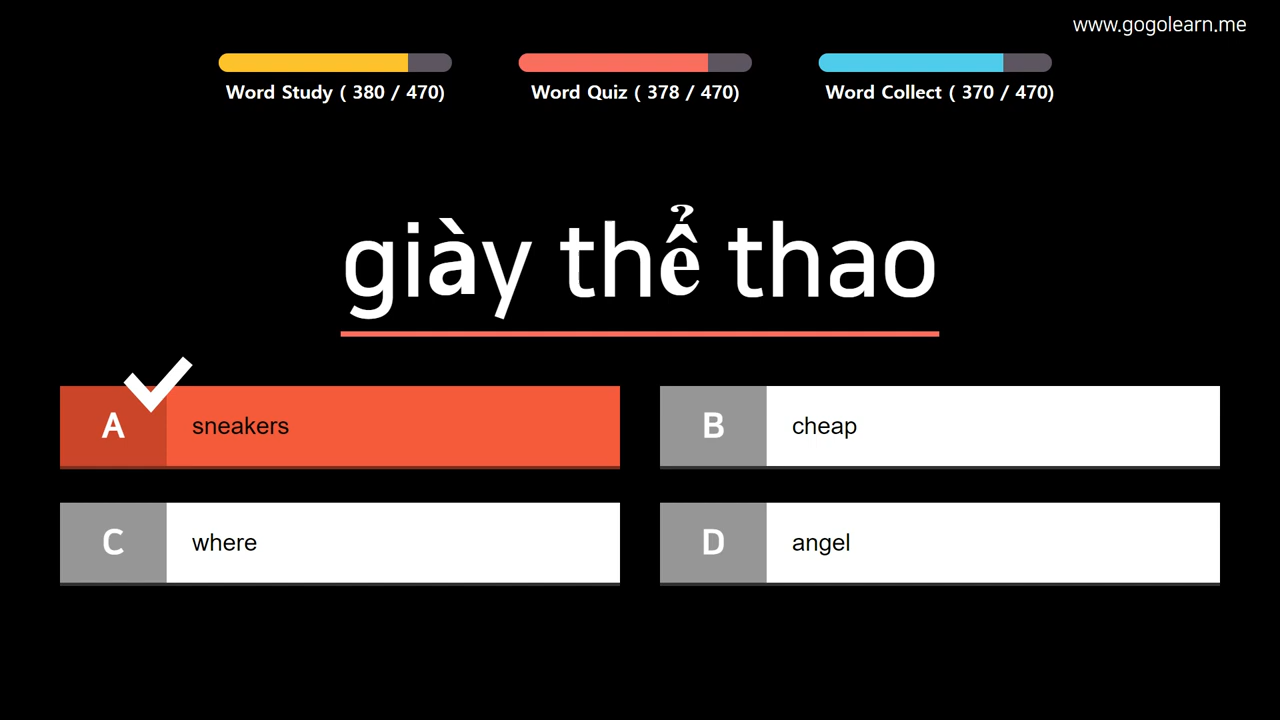 www.gogolearn.me
Word Study ( 380 / 470)
Word Quiz ( 378 / 470)
Word Collect ( 370 / 470)
giày thể thao
A sneakers
B cheap
C where
D angel